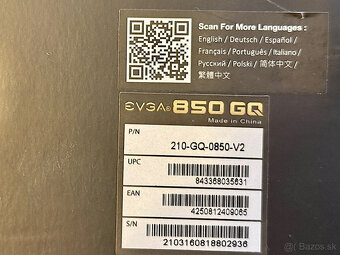 Scan For More Languages :
English / Deutsch / Español /
Français / Português / Italiano /
Русский / Polski / 简体中文 /
繁體中文
EVGA® 850 GQ
Made in China
P/N
210-GQ-0850-V2
UPC
843368035631
EAN
4250812409065
S/N
2103160818802936
Bazos.sk